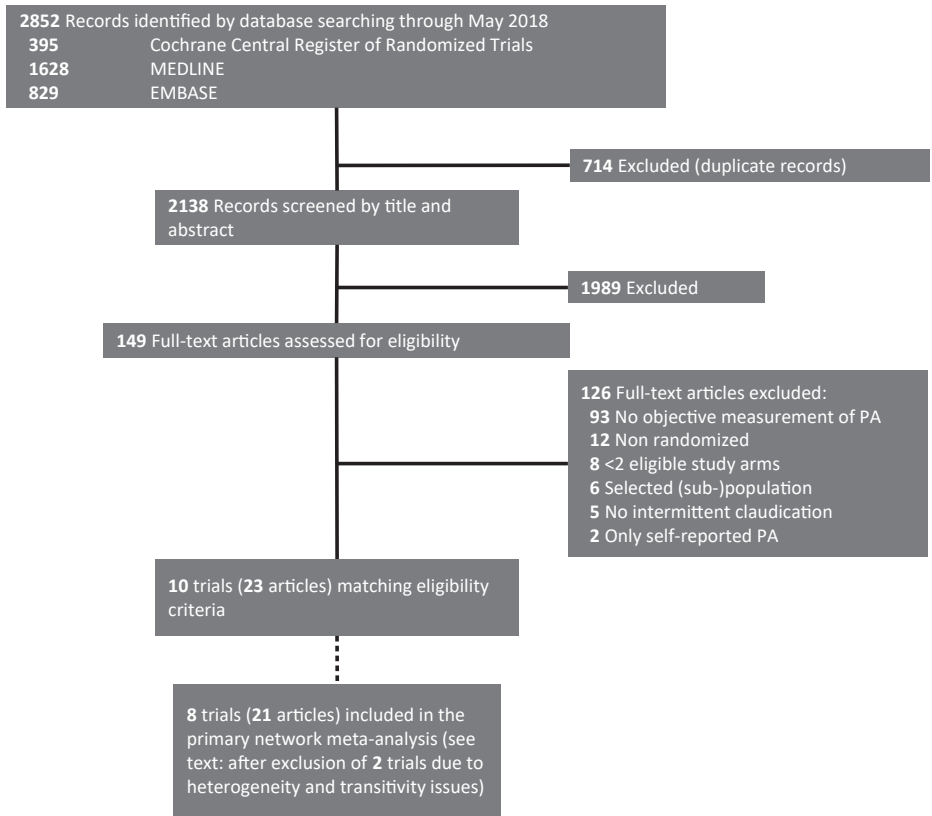 2852 Records identified by database searching through May 2018
395 Cochrane Central Register of Randomized Trials
1628 MEDLINE
829 EMBASE
714 Excluded (duplicate records)
2138 Records screened by title and
abstract
1989 Excluded
149 Full-text articles assessed for eligibility
126 Full-text articles excluded:
93 No objective measurement of PA
12 Non randomized
8 <2 eligible study arms
6 Selected (sub-)population
5 No intermittent claudication
2 Only self-reported PA
10 trials (23 articles) matching eligibility
criteria
8 trials (21 articles) included in the
primary network meta-analysis (see
text: after exclusion of 2 trials due to
heterogeneity and transitivity issues)